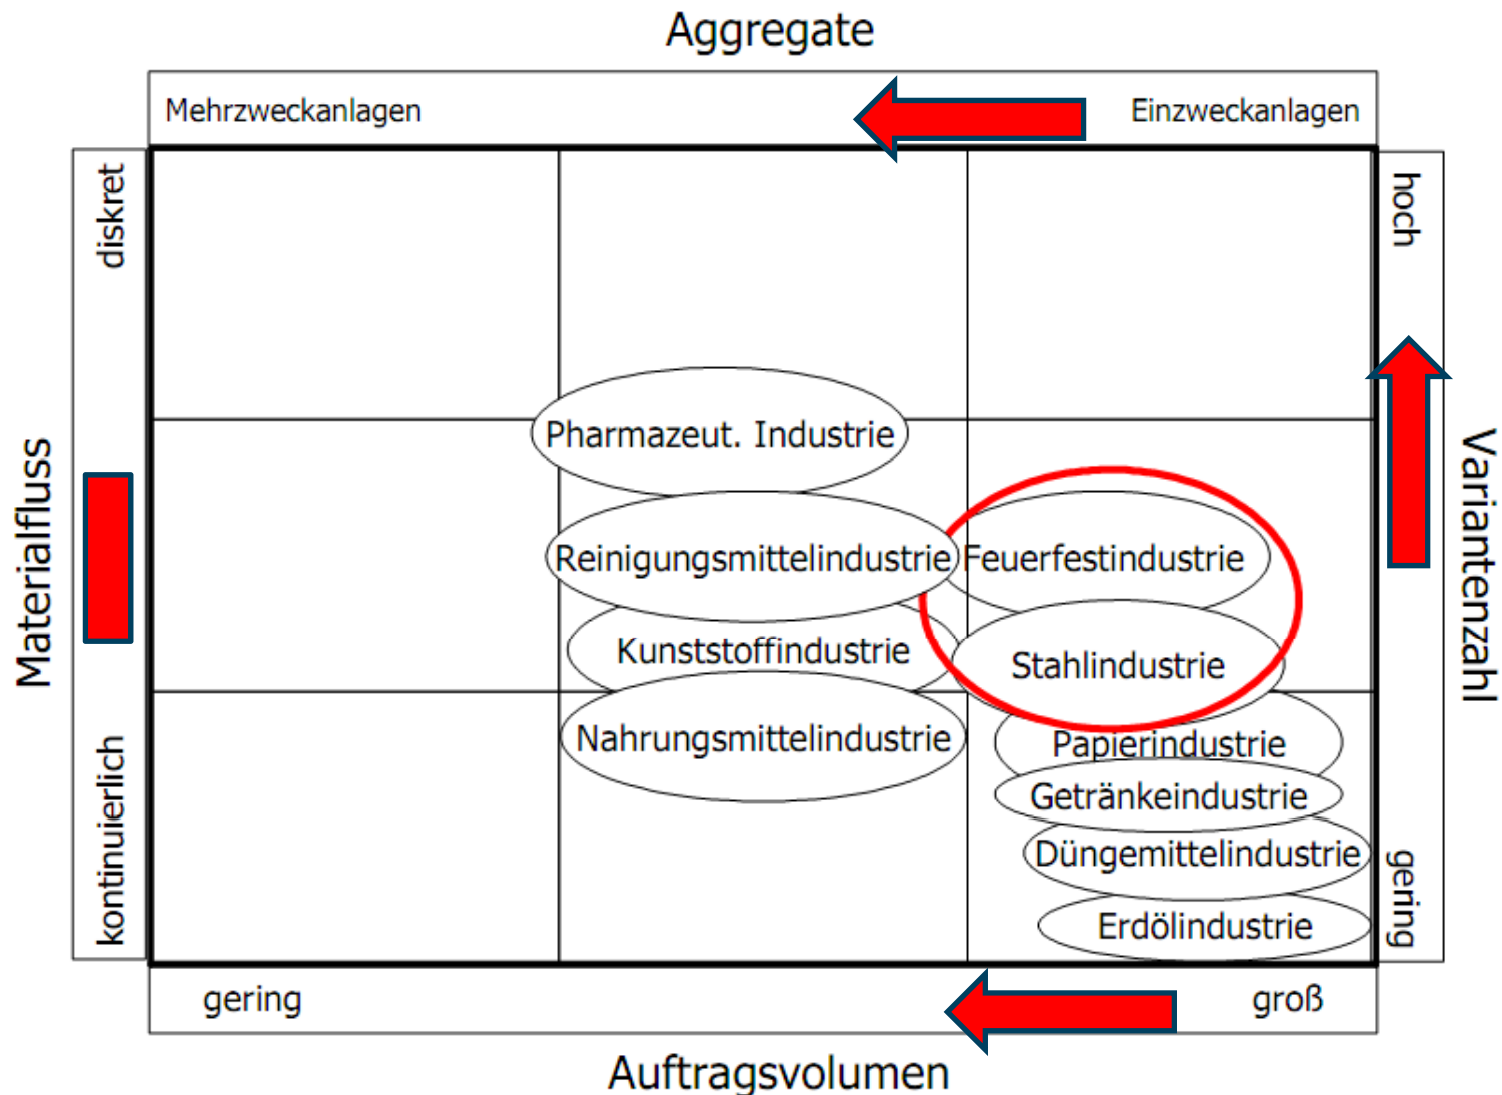 Aggregate
Mehrzweckanlagen
Einzweckanlagen
diskret
hoch
Pharmazeut. Industrie
Materialfluss
Variantenzahl
Reinigungsmittelindustrie
Feuerfestindustrie
Kunststoffindustrie
Stahlindustrie
Nahrungsmittelindustrie
Papierindustrie
Getränkeindustrie
kontinuierlich
Düngemittelindustrie
gering
Erdölindustrie
gering
groß
Auftragsvolumen